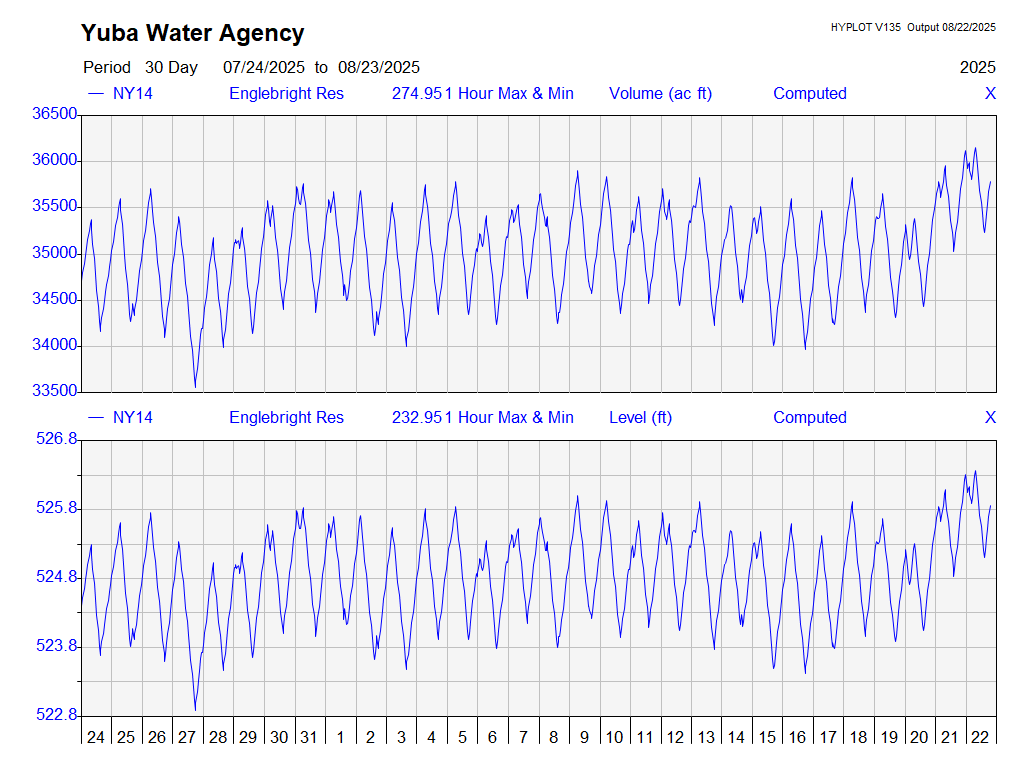 Yuba Water Agency
HYPLOT V135 Output 08/22/2025
Period 30 Day 07/24/2025 to 08/23/2025 2025
— NY14 Englebright Res 274.951 Hour Max & Min Volume (ac ft) Computed X
36500
36000
35500
35000
34500
34000
33500
— NY14 Englebright Res 232.951 Hour Max & Min Level (ft) Computed X
526.8
525.8
524.8
523.8
522.8
24 25 26 27 28 29 30 31 1 2 3 4 5 6 7 8 9 10 11 12 13 14 15 16 17 18 19 20 21 22